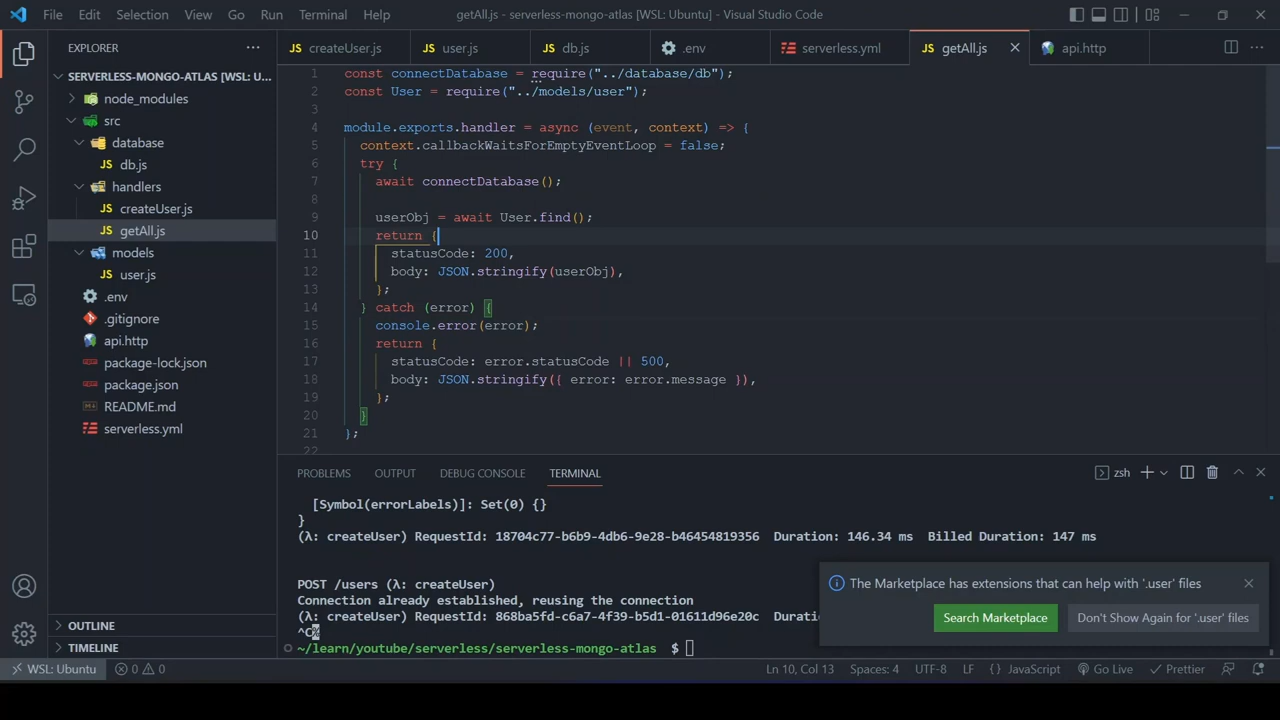 File Edit Selection View Go Run Terminal Help getAll.js - serverless-mongo-atlas [WSL: Ubuntu] - Visual Studio Code
EXPLORER
JS createUser.js JS user.js JS db.js .env serverless.yml JS getAll.js api.http
SERVERLESS-MONGO-ATLAS [WSL: U...
node_modules
src
database
JS db.js
handlers
JS createUser.js
JS getAll.js
models
JS user.js
.env
.gitignore
api.http
package-lock.json
package.json
README.md
serverless.yml
OUTLINE
TIMELINE
1 const connectDatabase = require("../database/db");
2 const User = require("../models/user");
3
4 module.exports.handler = async (event, context) => {
5 context.callbackWaitsForEmptyEventLoop = false;
6 try {
7 await connectDatabase();
8
9 userObj = await User.find();
10 return {
11 statusCode: 200,
12 body: JSON.stringify(userObj),
13 };
14 } catch (error) {
15 console.error(error);
16 return {
17 statusCode: error.statusCode || 500,
18 body: JSON.stringify({ error: error.message }),
19 };
20 }
21 };
22
PROBLEMS OUTPUT DEBUG CONSOLE TERMINAL zsh
[Symbol(errorLabels)]: Set(0) {}
}
(λ: createUser) RequestId: 18704c77-b6b9-4db6-9e28-b46454819356 Duration: 146.34 ms Billed Duration: 147 ms
POST /users (λ: createUser)
Connection already established, reusing the connection
(λ: createUser) RequestId: 868ba5fd-c6a7-4f39-b5d1-01611d96e20c Durati
^C%
~/learn/youtube/serverless/serverless-mongo-atlas $
The Marketplace has extensions that can help with '.user' files
Search Marketplace Don't Show Again for '.user' files
WSL: Ubuntu 0 0 Ln 10, Col 13 Spaces: 4 UTF-8 LF {} JavaScript Go Live Prettier